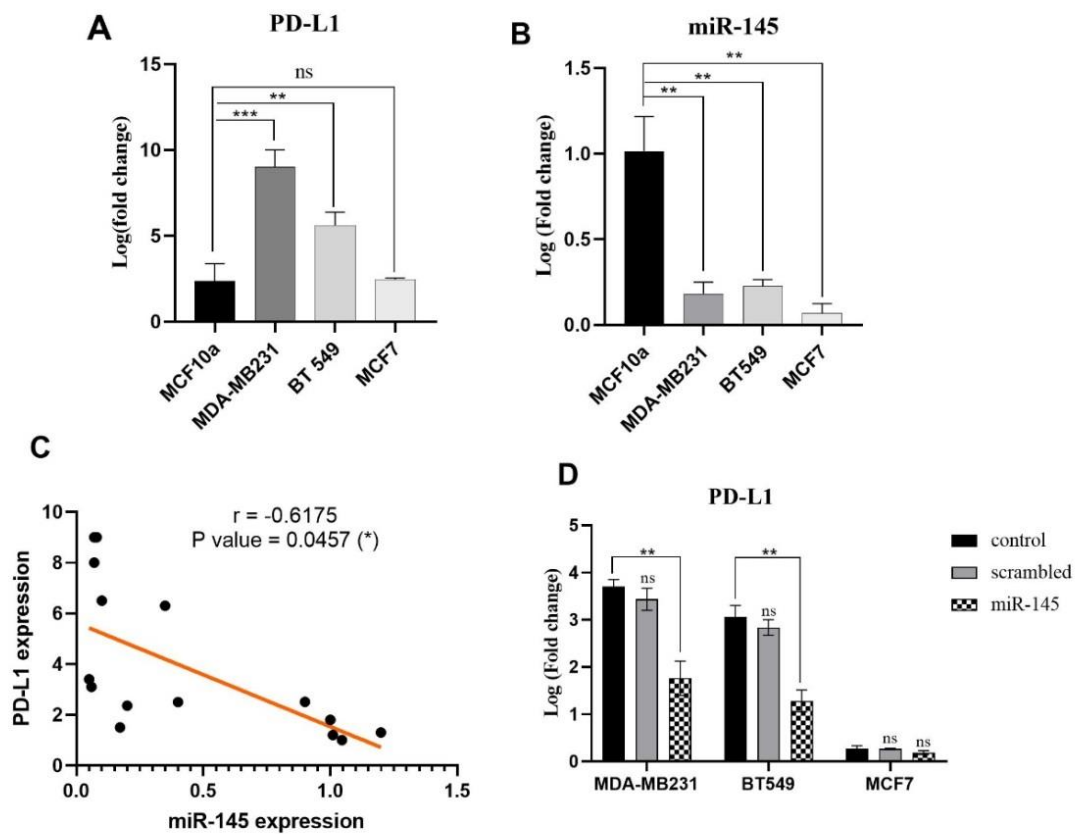 A
PD-L1
ns
**
***
Log(fold change)
15
10
5
0
MCF10a
MDA-MB231
BT 549
MCF7
B
miR-145
**
**
**
Log (Fold change)
1.5
1.0
0.5
0.0
MCF10a
MDA-MB231
BT549
MCF7
C
r = -0.6175
P value = 0.0457 (*)
PD-L1 expression
10
8
6
4
2
0
0.0 0.5 1.0 1.5
miR-145 expression
D
PD-L1
Log (Fold change)
5
4
3
2
1
0
** **
ns ns ns ns
MDA-MB231 BT549 MCF7
control
scrambled
miR-145